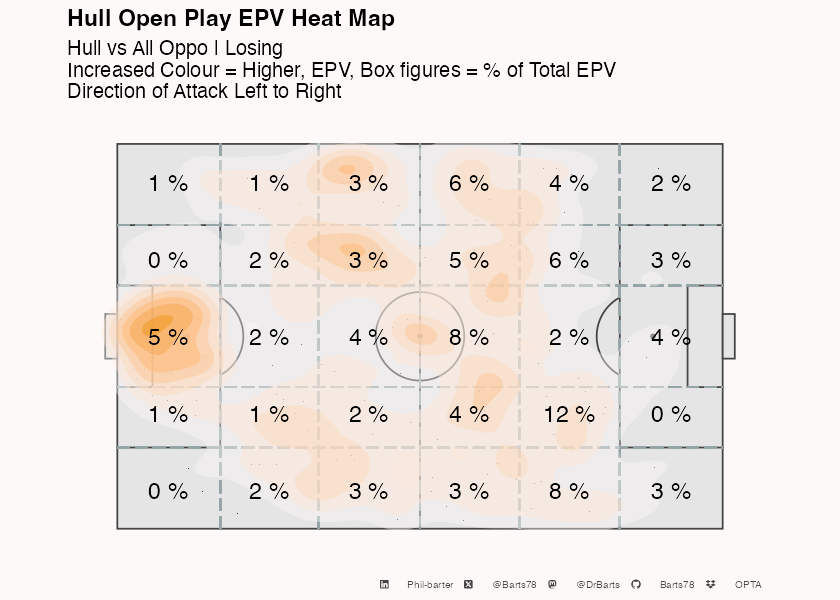 Hull Open Play EPV Heat Map
Hull vs All Oppo | Losing
Increased Colour = Higher, EPV, Box figures = % of Total EPV
Direction of Attack Left to Right
1 % 1 % 3 % 6 % 4 % 2 %
0 % 2 % 3 % 5 % 6 % 3 %
5 % 2 % 4 % 8 % 2 % 4 %
1 % 1 % 2 % 4 % 12 % 0 %
0 % 2 % 3 % 3 % 8 % 3 %
Phil-barter @Barts78 @DrBarts Barts78 OPTA